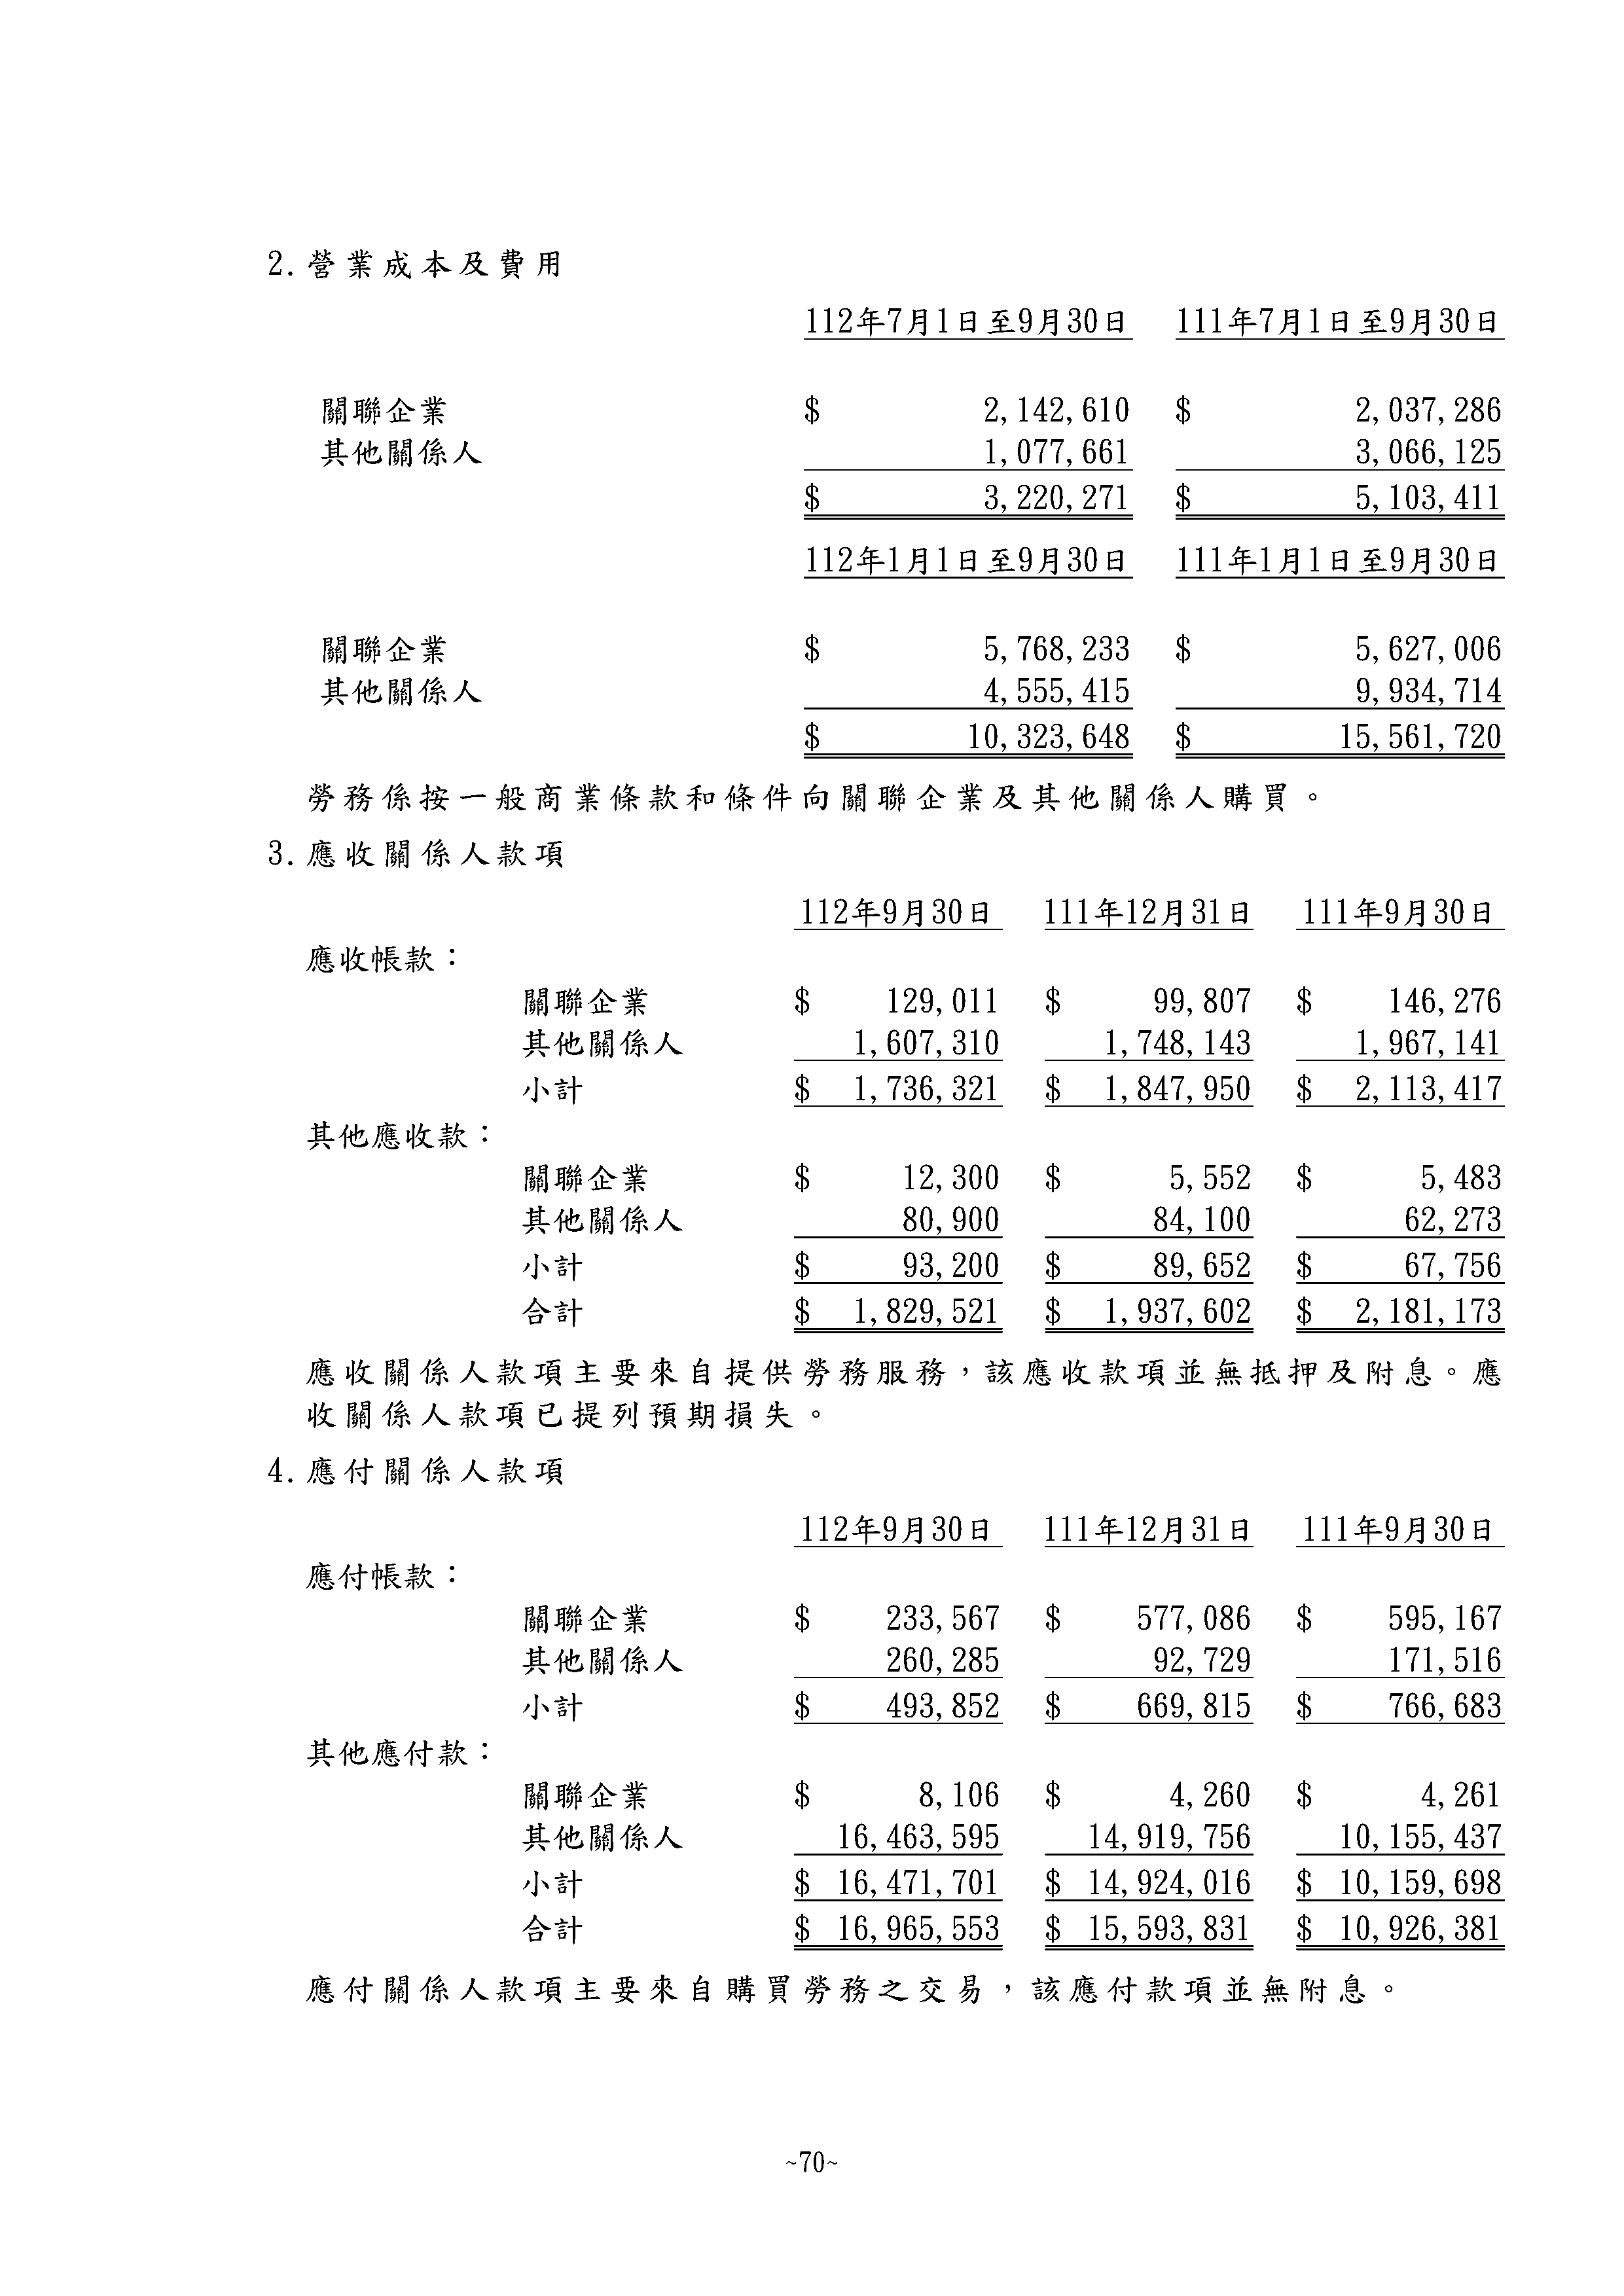 2. 營業成本及費用
112年7月1日至9月30日 111年7月1日至9月30日
關聯企業 $ 2,142,610 $ 2,037,286
其他關係人 1,077,661 3,066,125
$ 3,220,271 $ 5,103,411
112年1月1日至9月30日 111年1月1日至9月30日
關聯企業 $ 5,768,233 $ 5,627,006
其他關係人 4,555,415 9,934,714
$ 10,323,648 $ 15,561,720
勞務係按一般商業條款和條件向關聯企業及其他關係人購買。
3. 應收關係人款項
112年9月30日 111年12月31日 111年9月30日
應收帳款：
關聯企業 $ 129,011 $ 99,807 $ 146,276
其他關係人 1,607,310 1,748,143 1,967,141
小計 $ 1,736,321 $ 1,847,950 $ 2,113,417
其他應收款：
關聯企業 $ 12,300 $ 5,552 $ 5,483
其他關係人 80,900 84,100 62,273
小計 $ 93,200 $ 89,652 $ 67,756
合計 $ 1,829,521 $ 1,937,602 $ 2,181,173
應收關係人款項主要來自提供勞務服務，該應收款項並無抵押及附息。應
收關係人款項已提列預期損失。
4. 應付關係人款項
112年9月30日 111年12月31日 111年9月30日
應付帳款：
關聯企業 $ 233,567 $ 577,086 $ 595,167
其他關係人 260,285 92,729 171,516
小計 $ 493,852 $ 669,815 $ 766,683
其他應付款：
關聯企業 $ 8,106 $ 4,260 $ 4,261
其他關係人 16,463,595 14,919,756 10,155,437
小計 $ 16,471,701 $ 14,924,016 $ 10,159,698
合計 $ 16,965,553 $ 15,593,831 $ 10,926,381
應付關係人款項主要來自購買勞務之交易，該應付款項並無附息。
~70~